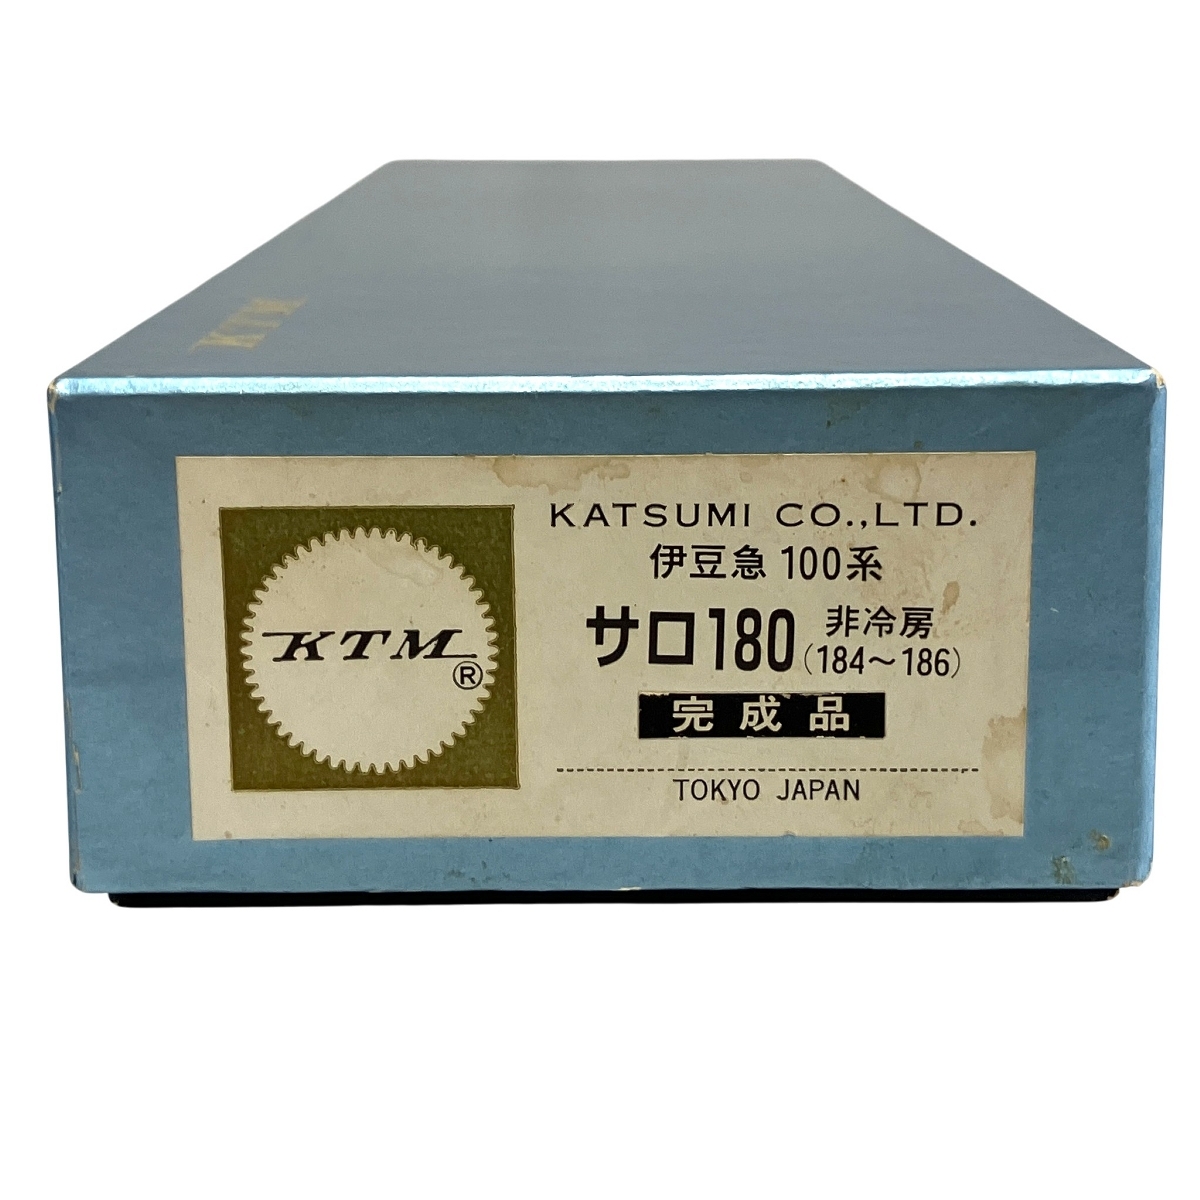 KTM
KATSUMI CO.,LTD.
伊豆急 100系
サロ180 非冷房
(184〜186)
KTM®
完成品
TOKYO JAPAN